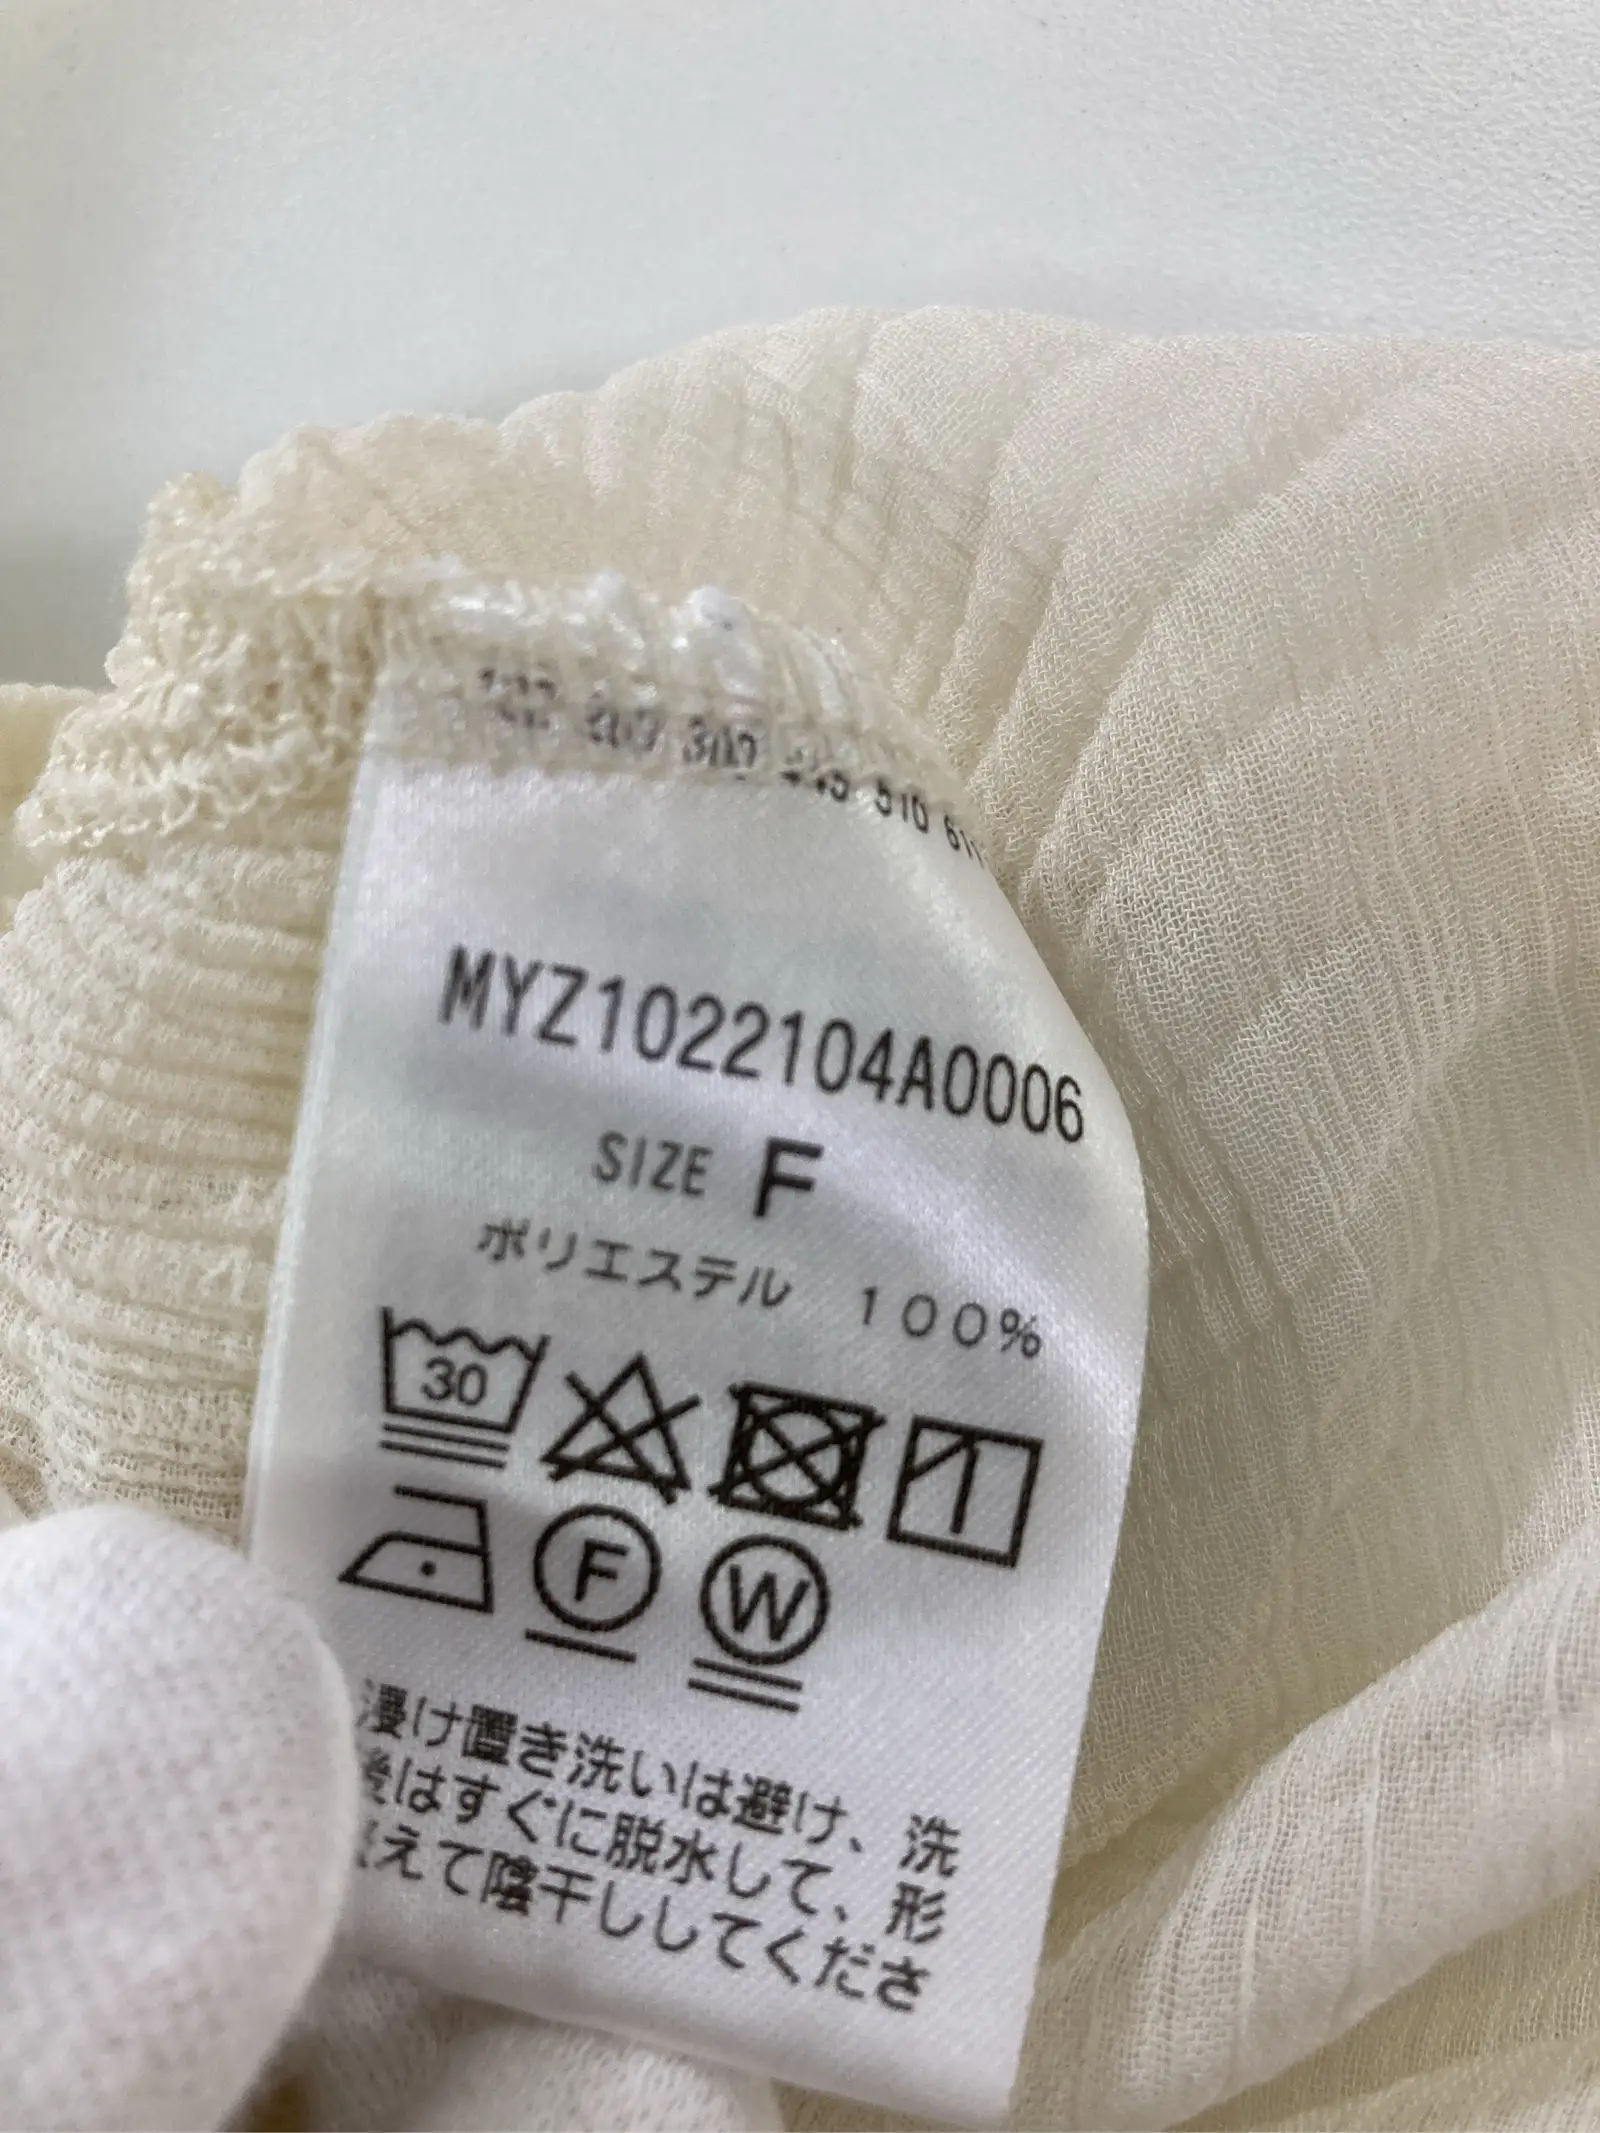 510
MYZ1022104A0006
SIZE F
ポリエステル 100%
30
F W
浸け置き洗いは避け、洗
後はすぐに脱水して、形
えて陰干ししてくださ